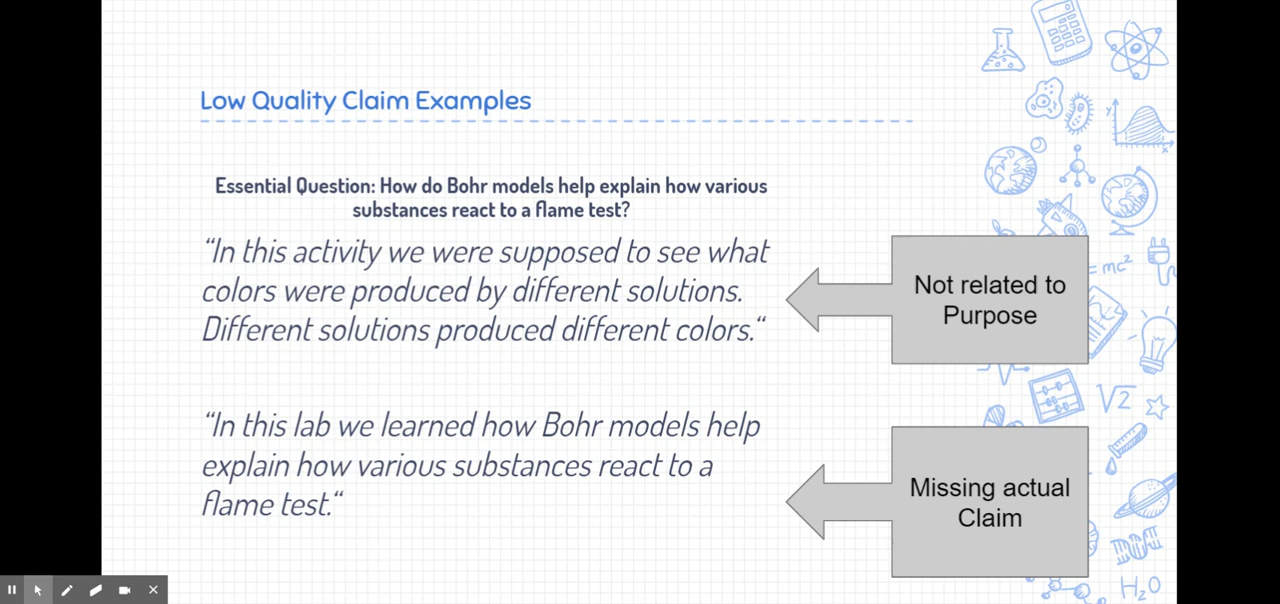 Low Quality Claim Examples
Essential Question: How do Bohr models help explain how various
substances react to a flame test?
“In this activity we were supposed to see what
colors were produced by different solutions.
Different solutions produced different colors.“
Not related to
Purpose
“In this lab we learned how Bohr models help
explain how various substances react to a
flame test.“
Missing actual
Claim
y
x
=mc²
√2
H₂O